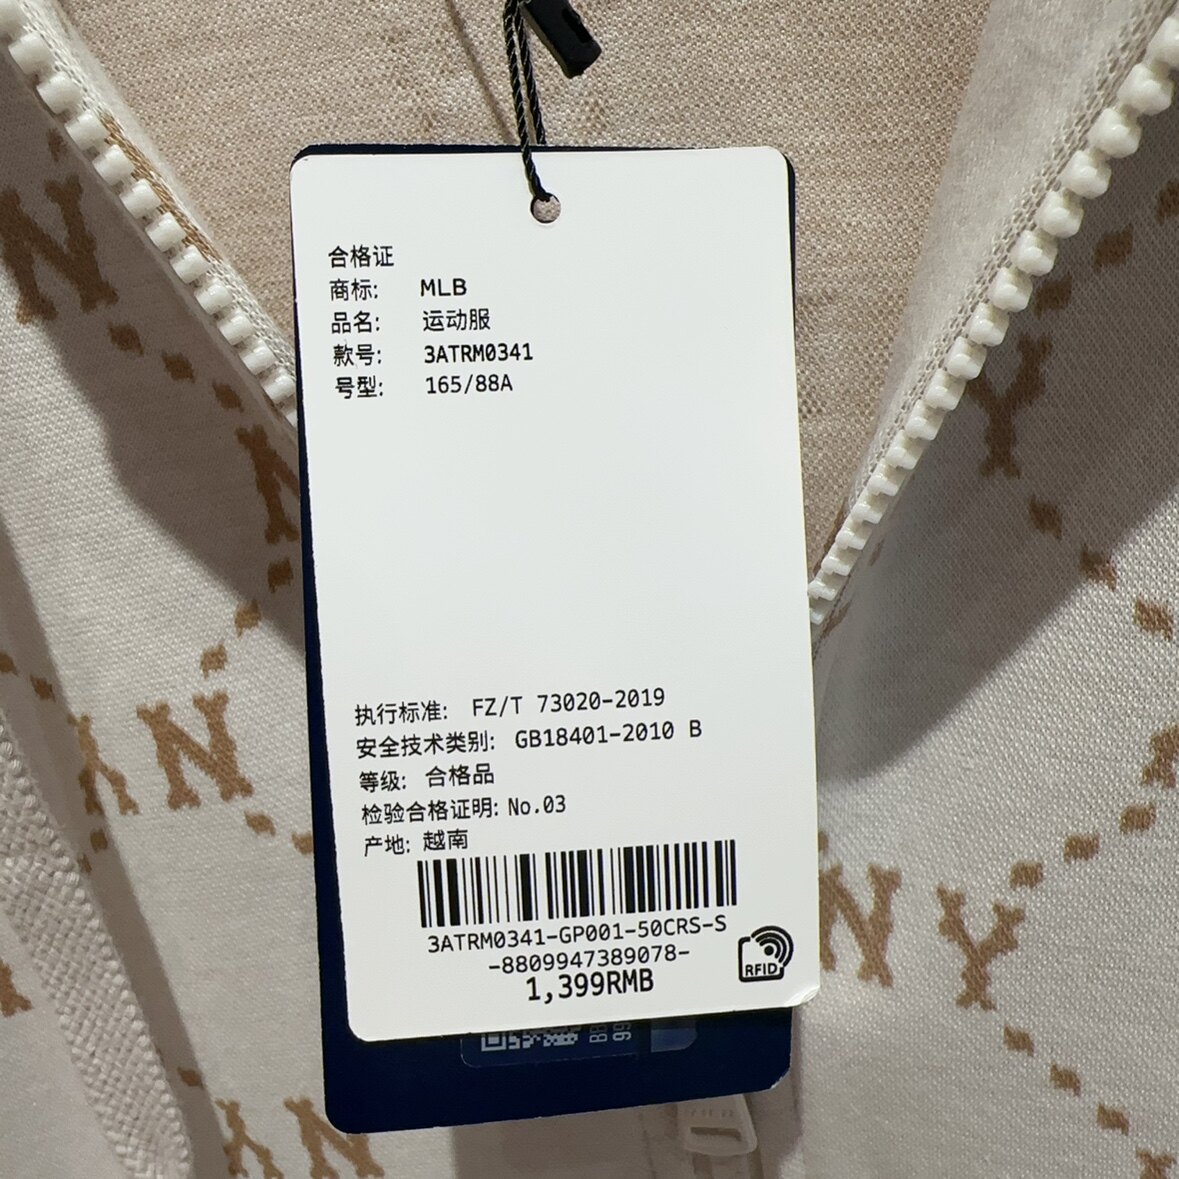 合格证
商标: MLB
品名: 运动服
款号: 3ATRM0341
号型: 165/88A
执行标准: FZ/T 73020-2019
安全技术类别: GB18401-2010 B
等级: 合格品
检验合格证明: No.03
产地: 越南
3ATRM0341-GP001-50CRS-S
-8809947389078-
1,399RMB
RFID